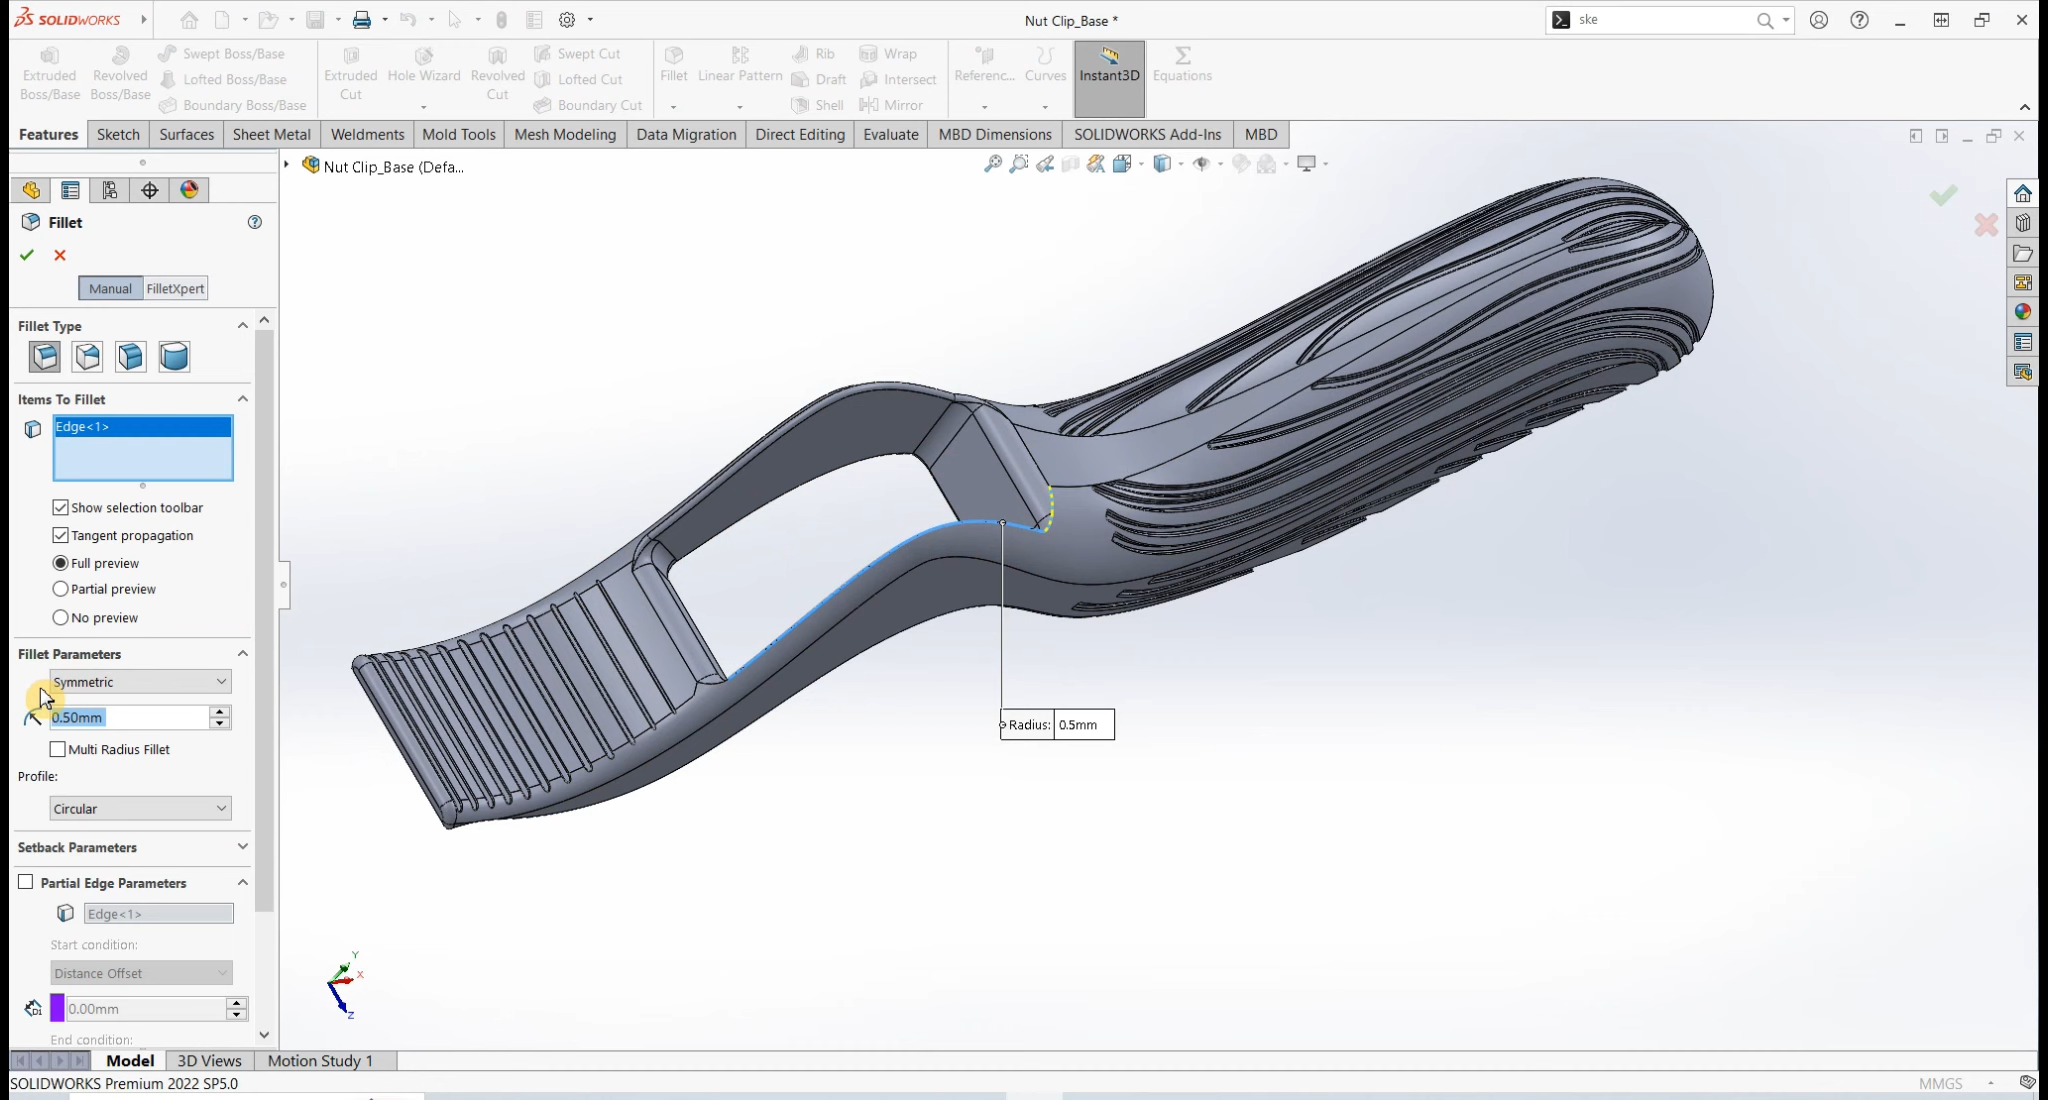 SOLIDWORKS
Nut Clip_Base *
ske
Extruded Boss/Base
Revolved Boss/Base
Swept Boss/Base
Lofted Boss/Base
Boundary Boss/Base
Extruded Cut
Hole Wizard
Revolved Cut
Swept Cut
Lofted Cut
Boundary Cut
Fillet
Linear Pattern
Rib
Draft
Shell
Wrap
Intersect
Mirror
Referenc...
Curves
Instant3D
Equations
Features
Sketch
Surfaces
Sheet Metal
Weldments
Mold Tools
Mesh Modeling
Data Migration
Direct Editing
Evaluate
MBD Dimensions
SOLIDWORKS Add-Ins
MBD
Nut Clip_Base (Defa...
Fillet
Manual
FilletXpert
Fillet Type
Items To Fillet
Edge<1>
Show selection toolbar
Tangent propagation
Full preview
Partial preview
No preview
Fillet Parameters
Symmetric
0.50mm
Multi Radius Fillet
Profile:
Circular
Setback Parameters
Partial Edge Parameters
Edge<1>
Start condition:
Distance Offset
0.00mm
End condition:
Radius: 0.5mm
Y
X
Z
Model
3D Views
Motion Study 1
SOLIDWORKS Premium 2022 SP5.0
MMGS